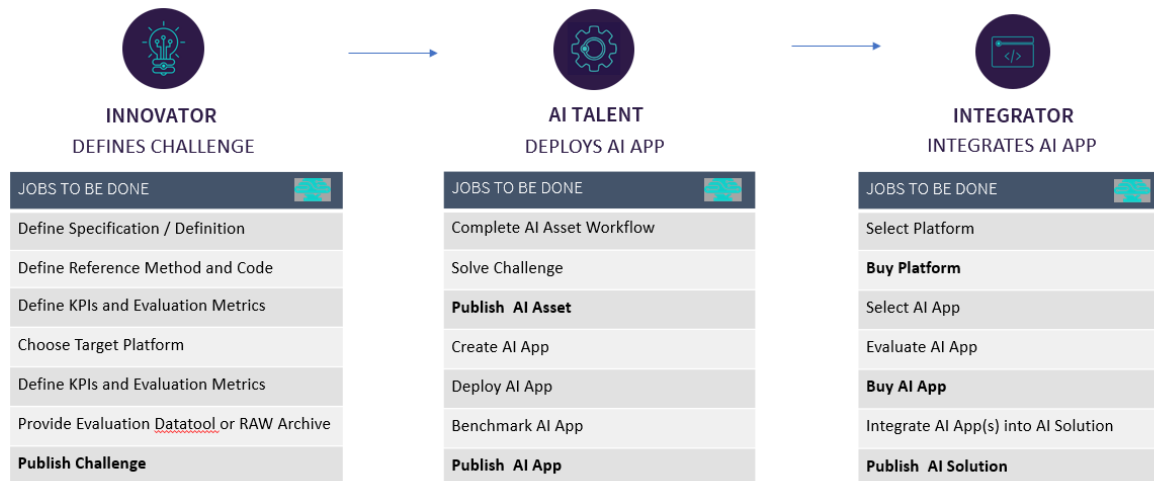 INNOVATOR
DEFINES CHALLENGE
JOBS TO BE DONE
Define Specification / Definition
Define Reference Method and Code
Define KPIs and Evaluation Metrics
Choose Target Platform
Define KPIs and Evaluation Metrics
Provide Evaluation Datatool or RAW Archive
Publish Challenge
AI TALENT
DEPLOYS AI APP
JOBS TO BE DONE
Complete AI Asset Workflow
Solve Challenge
Publish  AI Asset
Create AI App
Deploy AI App
Benchmark AI App
Publish  AI App
</> 
INTEGRATOR
INTEGRATES AI APP
JOBS TO BE DONE
Select Platform
Buy Platform
Select AI App
Evaluate AI App
Buy AI App
Integrate AI App(s) into AI Solution
Publish  AI Solution